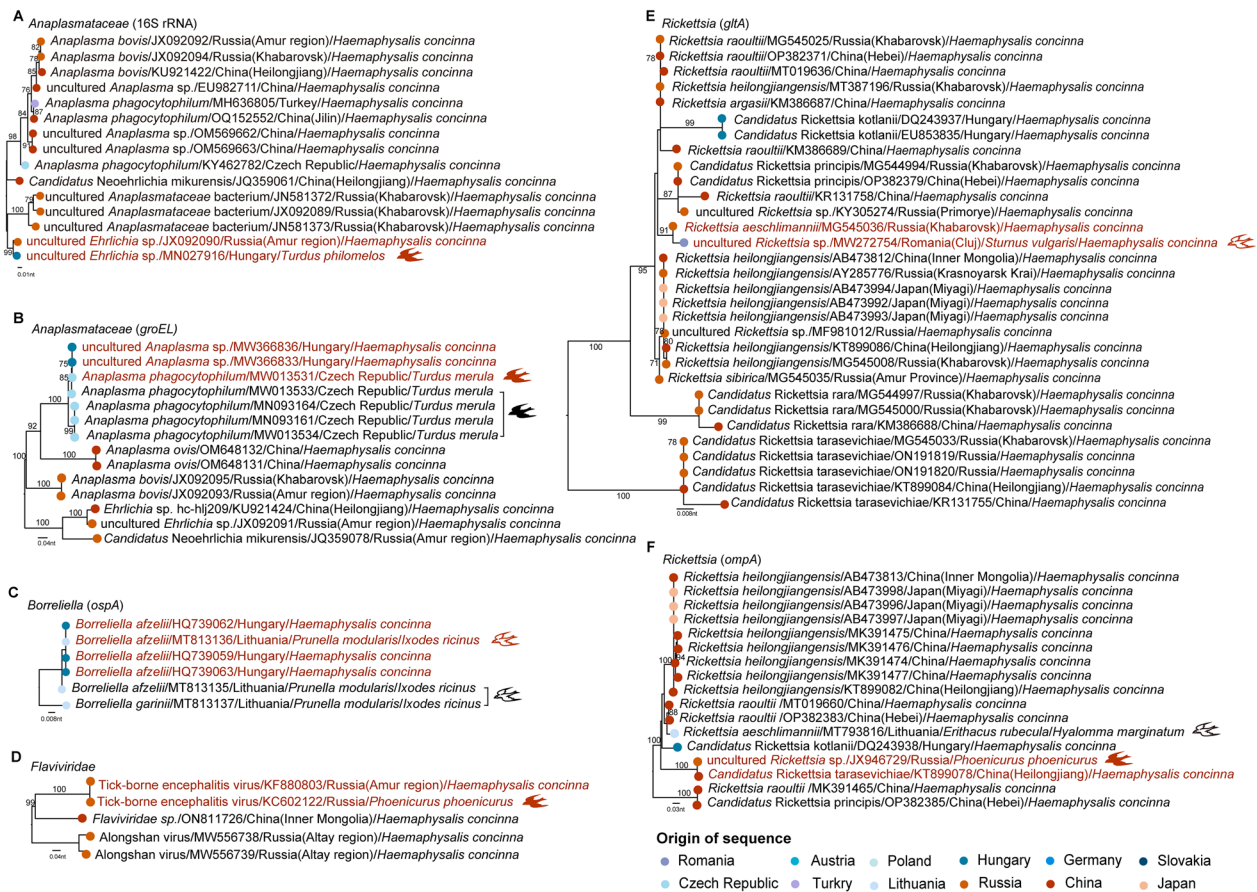 A
Anaplasmataceae (16S rRNA)
82
Anaplasma bovis/JX092092/Russia(Amur region)/Haemaphysalis concinna
78
Anaplasma bovis/JX092094/Russia(Khabarovsk)/Haemaphysalis concinna
85
Anaplasma bovis/KU921422/China(Heilongjiang)/Haemaphysalis concinna
76
uncultured Anaplasma sp./EU982711/China/Haemaphysalis concinna
Anaplasma phagocytophilum/MH636805/Turkey/Haemaphysalis concinna
87
84
Anaplasma phagocytophilum/OQ152552/China(Jilin)/Haemaphysalis concinna
98
uncultured Anaplasma sp./OM569662/China/Haemaphysalis concinna
uncultured Anaplasma sp./OM569663/China/Haemaphysalis concinna
Anaplasma phagocytophilum/KY462782/Czech Republic/Haemaphysalis concinna
Candidatus Neoehrlichia mikurensis/JQ359061/China(Heilongjiang)/Haemaphysalis concinna
79
uncultured Anaplasmataceae bacterium/JN581372/Russia(Khabarovsk)/Haemaphysalis concinna
100
uncultured Anaplasmataceae bacterium/JX092089/Russia(Khabarovsk)/Haemaphysalis concinna
uncultured Anaplasmataceae bacterium/JN581373/Russia(Khabarovsk)/Haemaphysalis concinna
uncultured Ehrlichia sp./JX092090/Russia(Amur region)/Haemaphysalis concinna
99
uncultured Ehrlichia sp./MN027916/Hungary/Turdus philomelos
0.01nt
B
Anaplasmataceae (groEL)
uncultured Anaplasma sp./MW366836/Hungary/Haemaphysalis concinna
75
uncultured Anaplasma sp./MW366833/Hungary/Haemaphysalis concinna
85
Anaplasma phagocytophilum/MW013531/Czech Republic/Turdus merula
Anaplasma phagocytophilum/MW013533/Czech Republic/Turdus merula
100
Anaplasma phagocytophilum/MN093164/Czech Republic/Turdus merula
Anaplasma phagocytophilum/MN093161/Czech Republic/Turdus merula
92
99
Anaplasma phagocytophilum/MW013534/Czech Republic/Turdus merula
Anaplasma ovis/OM648132/China/Haemaphysalis concinna
100
100
Anaplasma ovis/OM648131/China/Haemaphysalis concinna
Anaplasma bovis/JX092095/Russia(Khabarovsk)/Haemaphysalis concinna
100
Anaplasma bovis/JX092093/Russia(Amur region)/Haemaphysalis concinna
Ehrlichia sp. hc-hlj209/KU921424/China(Heilongjiang)/Haemaphysalis concinna
100
100
uncultured Ehrlichia sp./JX092091/Russia(Amur region)/Haemaphysalis concinna
0.04nt
Candidatus Neoehrlichia mikurensis/JQ359078/Russia(Amur region)/Haemaphysalis concinna
C
Borreliella (ospA)
Borreliella afzelii/HQ739062/Hungary/Haemaphysalis concinna
Borreliella afzelii/MT813136/Lithuania/Prunella modularis/Ixodes ricinus
Borreliella afzelii/HQ739059/Hungary/Haemaphysalis concinna
Borreliella afzelii/HQ739063/Hungary/Haemaphysalis concinna
Borreliella afzelii/MT813135/Lithuania/Prunella modularis/Ixodes ricinus
Borreliella garinii/MT813137/Lithuania/Prunella modularis/Ixodes ricinus
0.008nt
D
Flaviviridae
Tick-borne encephalitis virus/KF880803/Russia(Amur region)/Haemaphysalis concinna
100
99
Tick-borne encephalitis virus/KC602122/Russia/Phoenicurus phoenicurus
Flaviviridae sp./ON811726/China(Inner Mongolia)/Haemaphysalis concinna
Alongshan virus/MW556738/Russia(Altay region)/Haemaphysalis concinna
Alongshan virus/MW556739/Russia(Altay region)/Haemaphysalis concinna
0.04nt
E
Rickettsia (gltA)
Rickettsia raoultii/MG545025/Russia(Khabarovsk)/Haemaphysalis concinna
78
Rickettsia raoultii/OP382371/China(Hebei)/Haemaphysalis concinna
Rickettsia raoultii/MT019636/China/Haemaphysalis concinna
Rickettsia heilongjiangensis/MT387196/Russia(Khabarovsk)/Haemaphysalis concinna
Rickettsia argasii/KM386687/China/Haemaphysalis concinna
99
Candidatus Rickettsia kotlanii/DQ243937/Hungary/Haemaphysalis concinna
Candidatus Rickettsia kotlanii/EU853835/Hungary/Haemaphysalis concinna
Rickettsia raoultii/KM386689/China/Haemaphysalis concinna
Candidatus Rickettsia principis/MG544994/Russia(Khabarovsk)/Haemaphysalis concinna
Candidatus Rickettsia principis/OP382379/China(Hebei)/Haemaphysalis concinna
87
Rickettsia raoultii/KR131758/China/Haemaphysalis concinna
uncultured Rickettsia sp./KY305274/Russia(Primorye)/Haemaphysalis concinna
91
Rickettsia aeschlimannii/MG545036/Russia(Khabarovsk)/Haemaphysalis concinna
uncultured Rickettsia sp./MW272754/Romania(Cluj)/Sturnus vulgaris/Haemaphysalis concinna
95
Rickettsia heilongjiangensis/AB473812/China(Inner Mongolia)/Haemaphysalis concinna
Rickettsia heilongjiangensis/AY285776/Russia(Krasnoyarsk Krai)/Haemaphysalis concinna
Rickettsia heilongjiangensis/AB473994/Japan(Miyagi)/Haemaphysalis concinna
Rickettsia heilongjiangensis/AB473992/Japan(Miyagi)/Haemaphysalis concinna
Rickettsia heilongjiangensis/AB473993/Japan(Miyagi)/Haemaphysalis concinna
78
uncultured Rickettsia sp./MF981012/Russia/Haemaphysalis concinna
100
80
Rickettsia heilongjiangensis/KT899086/China(Heilongjiang)/Haemaphysalis concinna
71
Rickettsia heilongjiangensis/MG545008/Russia(Khabarovsk)/Haemaphysalis concinna
Rickettsia sibirica/MG545035/Russia(Amur Province)/Haemaphysalis concinna
Candidatus Rickettsia rara/MG544997/Russia(Khabarovsk)/Haemaphysalis concinna
Candidatus Rickettsia rara/MG545000/Russia(Khabarovsk)/Haemaphysalis concinna
99
Candidatus Rickettsia rara/KM386688/China/Haemaphysalis concinna
78
Candidatus Rickettsia tarasevichiae/MG545033/Russia(Khabarovsk)/Haemaphysalis concinna
Candidatus Rickettsia tarasevichiae/ON191819/Russia/Haemaphysalis concinna
Candidatus Rickettsia tarasevichiae/ON191820/Russia/Haemaphysalis concinna
100
Candidatus Rickettsia tarasevichiae/KT899084/China(Heilongjiang)/Haemaphysalis concinna
Candidatus Rickettsia tarasevichiae/KR131755/China/Haemaphysalis concinna
0.008nt
F
Rickettsia (ompA)
Rickettsia heilongjiangensis/AB473813/China(Inner Mongolia)/Haemaphysalis concinna
Rickettsia heilongjiangensis/AB473998/Japan(Miyagi)/Haemaphysalis concinna
Rickettsia heilongjiangensis/AB473996/Japan(Miyagi)/Haemaphysalis concinna
Rickettsia heilongjiangensis/AB473997/Japan(Miyagi)/Haemaphysalis concinna
Rickettsia heilongjiangensis/MK391475/China/Haemaphysalis concinna
Rickettsia heilongjiangensis/MK391476/China/Haemaphysalis concinna
100
94
Rickettsia heilongjiangensis/MK391474/China/Haemaphysalis concinna
Rickettsia heilongjiangensis/MK391477/China/Haemaphysalis concinna
Rickettsia heilongjiangensis/KT899082/China(Heilongjiang)/Haemaphysalis concinna
Rickettsia raoultii /MT019660/China/Haemaphysalis concinna
88
Rickettsia raoultii /OP382383/China(Hebei)/Haemaphysalis concinna
Rickettsia aeschlimannii/MT793816/Lithuania/Erithacus rubecula/Hyalomma marginatum
100
Candidatus Rickettsia kotlanii/DQ243938/Hungary/Haemaphysalis concinna
uncultured Rickettsia sp./JX946729/Russia/Phoenicurus phoenicurus
100
Candidatus Rickettsia tarasevichiae/KT899078/China(Heilongjiang)/Haemaphysalis concinna
100
Rickettsia raoultii /MK391465/China/Haemaphysalis concinna
Candidatus Rickettsia principis/OP382385/China(Hebei)/Haemaphysalis concinna
0.03nt
Origin of sequence
Romania Austria Poland Hungary Germany Slovakia
Czech Republic Turkry Lithuania Russia China Japan